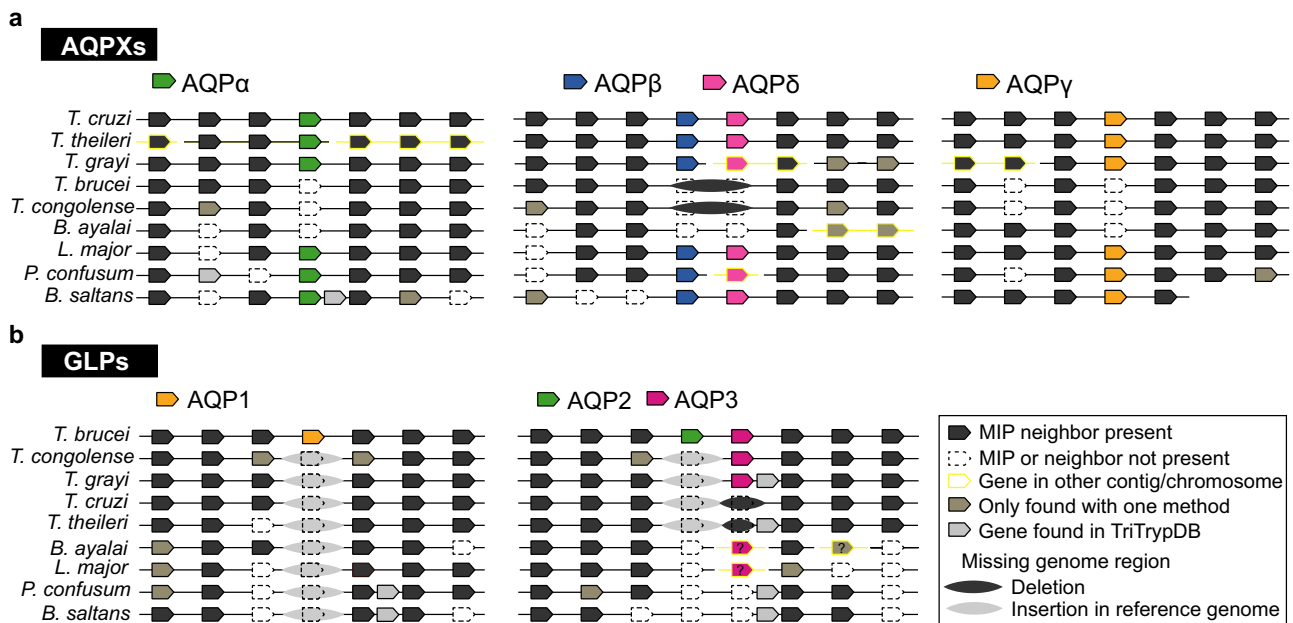 a
AQPXs
AQPα
AQPβ
AQPδ
AQPγ
T. cruzi
T. theileri
T. grayi
T. brucei
T. congolense
B. ayalai
L. major
P. confusum
B. saltans
b
GLPs
AQP1
AQP2
AQP3
T. brucei
T. congolense
T. grayi
T. cruzi
T. theileri
B. ayalai
? ?
L. major
?
P. confusum
B. saltans
MIP neighbor present
MIP or neighbor not present
Gene in other contig/chromosome
Only found with one method
Gene found in TriTrypDB
Missing genome region
Deletion
Insertion in reference genome